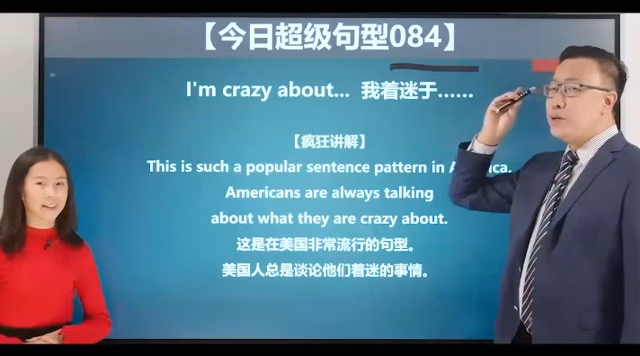 【今日超级句型084】
I'm crazy about... 我着迷于……
【疯狂讲解】
This is such a popular sentence pattern in A ica.
Americans are always talking
about what they are crazy about.
这是在美国非常流行的句型。
美国人总是谈论他们着迷的事情。